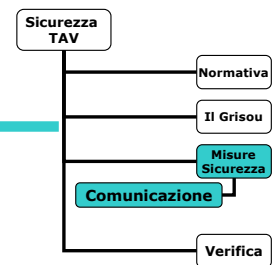 Sicurezza
TAV
Normativa
Il Grisou
Misure
Sicurezza
Comunicazione
Verifica